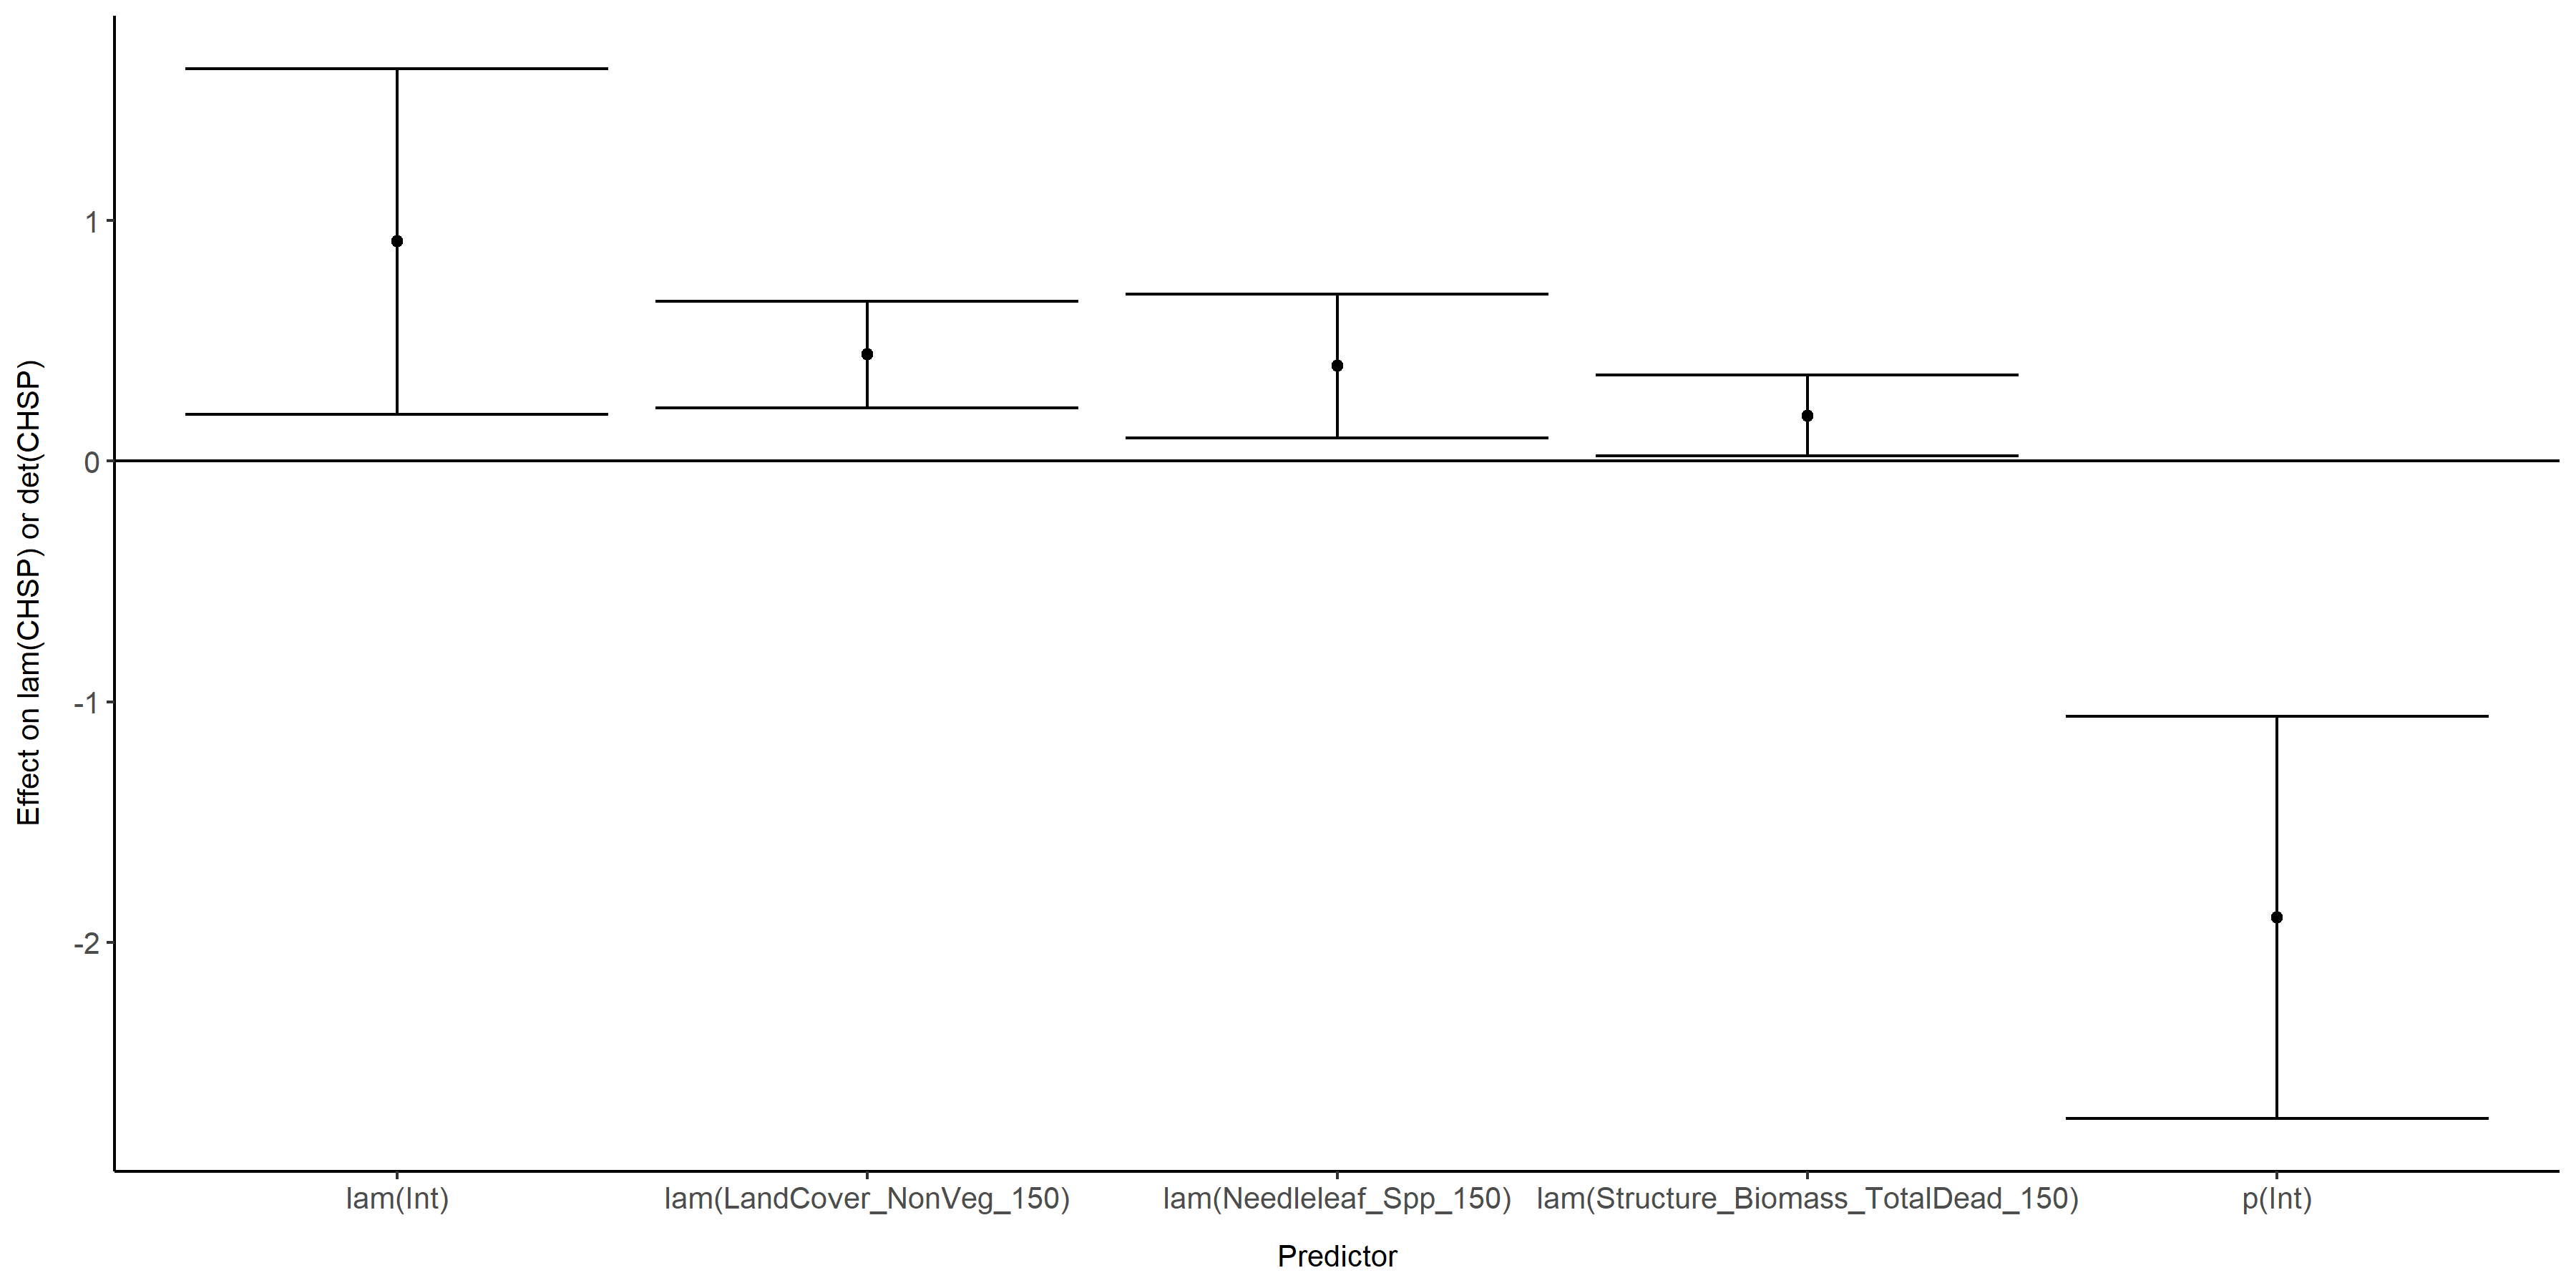 Effect on lam(CHSP) or det(CHSP)
1
0
-1
-2
lam(Int)
lam(LandCover_NonVeg_150)
lam(Needleleaf_Spp_150)
lam(Structure_Biomass_TotalDead_150)
p(Int)
Predictor